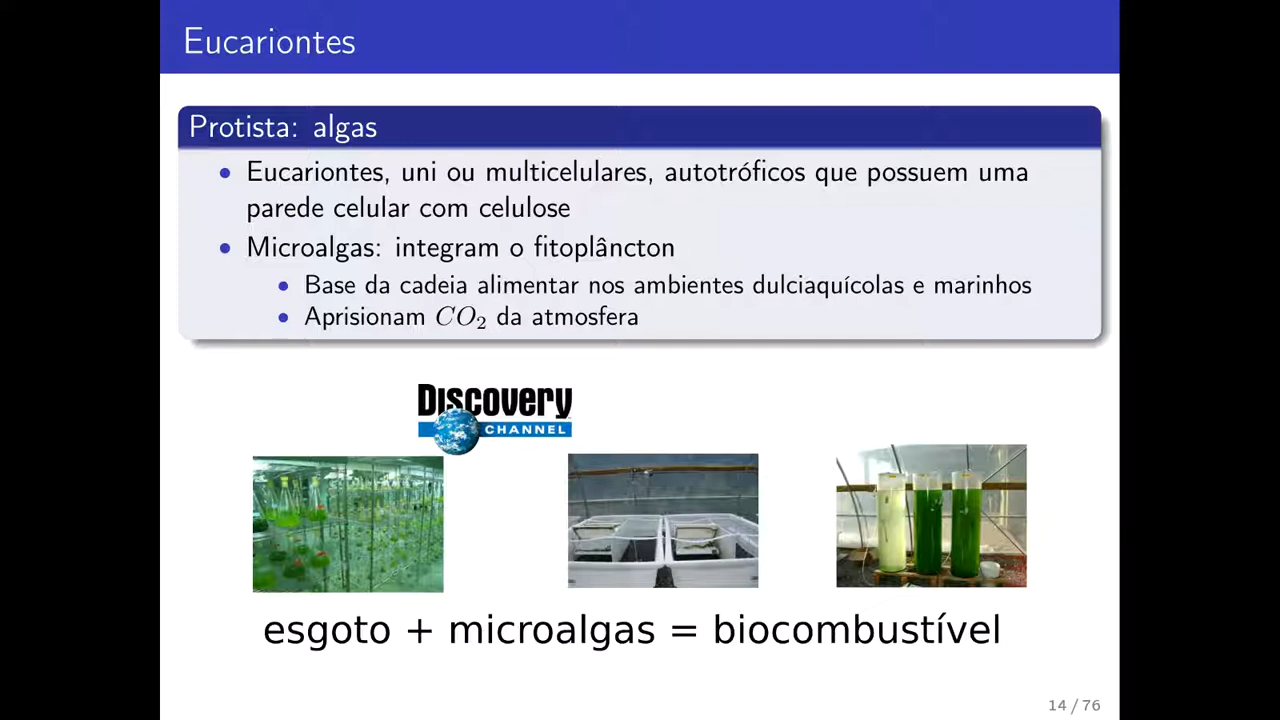 Eucariontes
Protista: algas
• Eucariontes, uni ou multicelulares, autotróficos que possuem uma
parede celular com celulose
• Microalgas: integram o fitoplâncton
• Base da cadeia alimentar nos ambientes dulciaquícolas e marinhos
• Aprisionam CO₂ da atmosfera
Discovery
CHANNEL
esgoto + microalgas = biocombustível
14 / 76